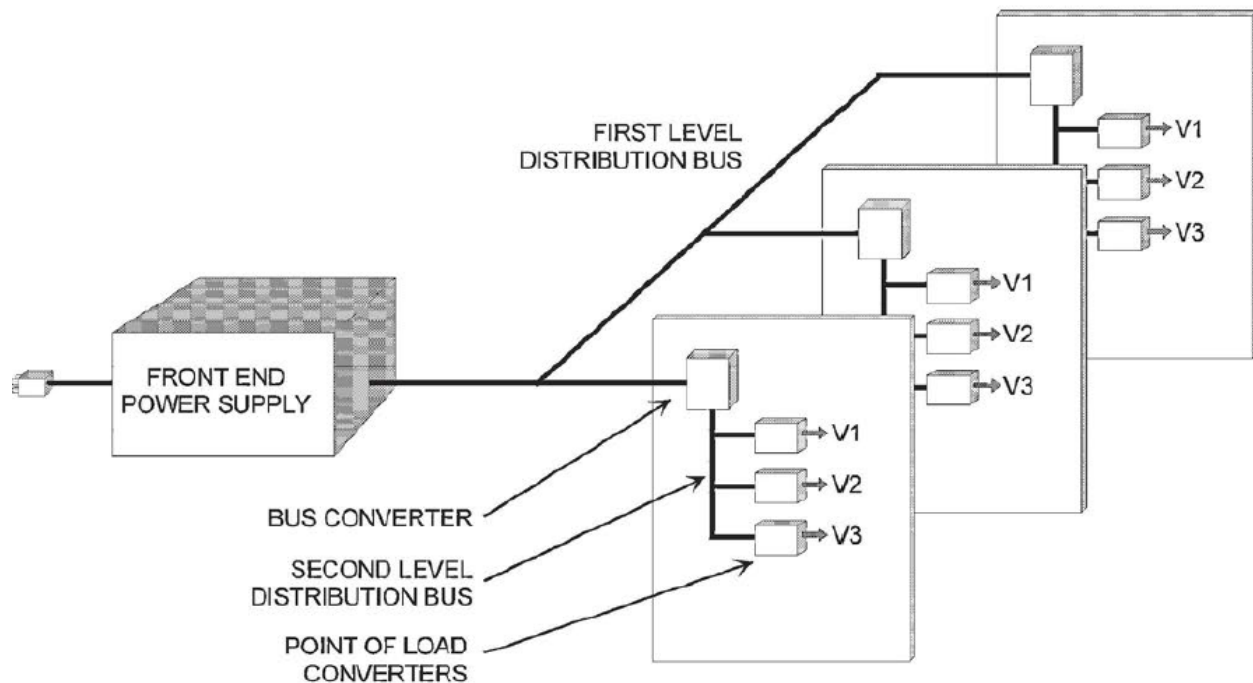 FIRST LEVEL
DISTRIBUTION BUS
V1
V2
V3
V1
V2
V3
FRONT END
POWER SUPPLY
V1
V2
V3
BUS CONVERTER
SECOND LEVEL
DISTRIBUTION BUS
POINT OF LOAD
CONVERTERS